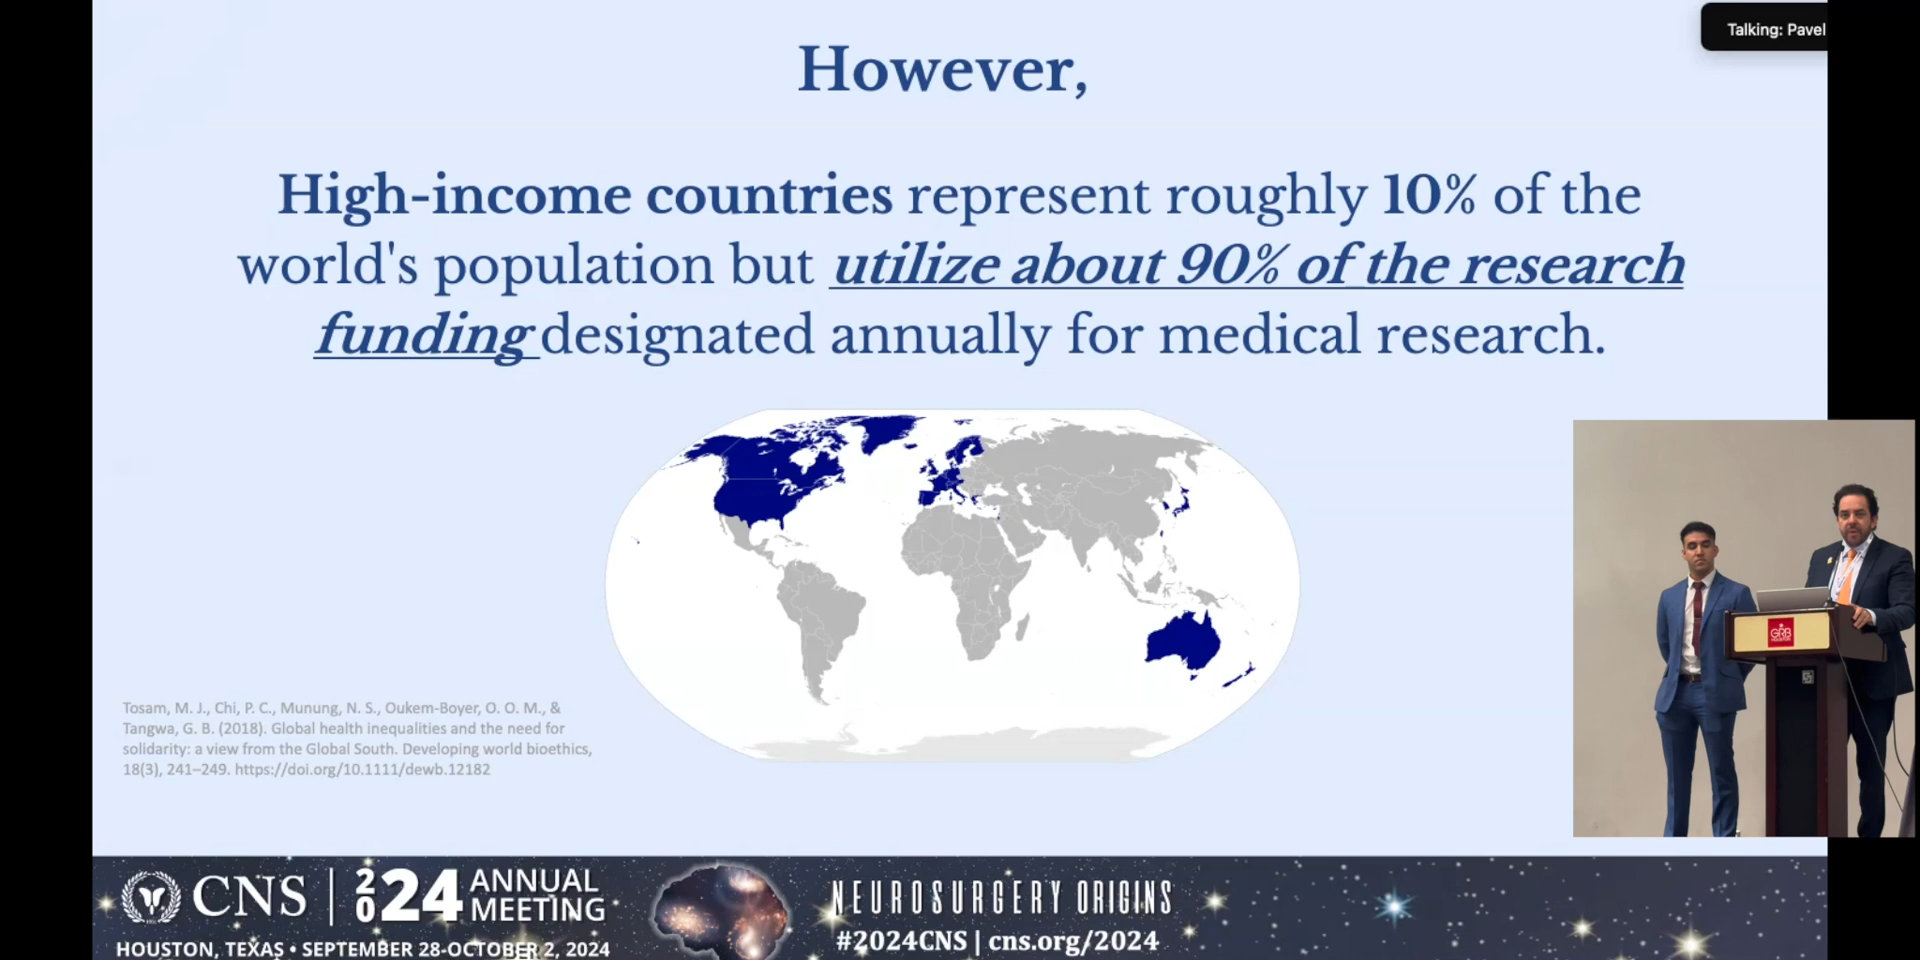 Talking: Pavel
However,
High-income countries represent roughly 10% of the
world's population but utilize about 90% of the research
funding designated annually for medical research.
Tosam, M. J., Chi, P. C., Munung, N. S., Oukem-Boyer, O. O. M., &
Tangwa, G. B. (2018). Global health inequalities and the need for
solidarity: a view from the Global South. Developing world bioethics,
18(3), 241–249. https://doi.org/10.1111/dewb.12182
GRB
HOUSTON
CNS | 2024 ANNUAL MEETING
HOUSTON, TEXAS • SEPTEMBER 28-OCTOBER 2, 2024
NEUROSURGERY ORIGINS
#2024CNS | cns.org/2024